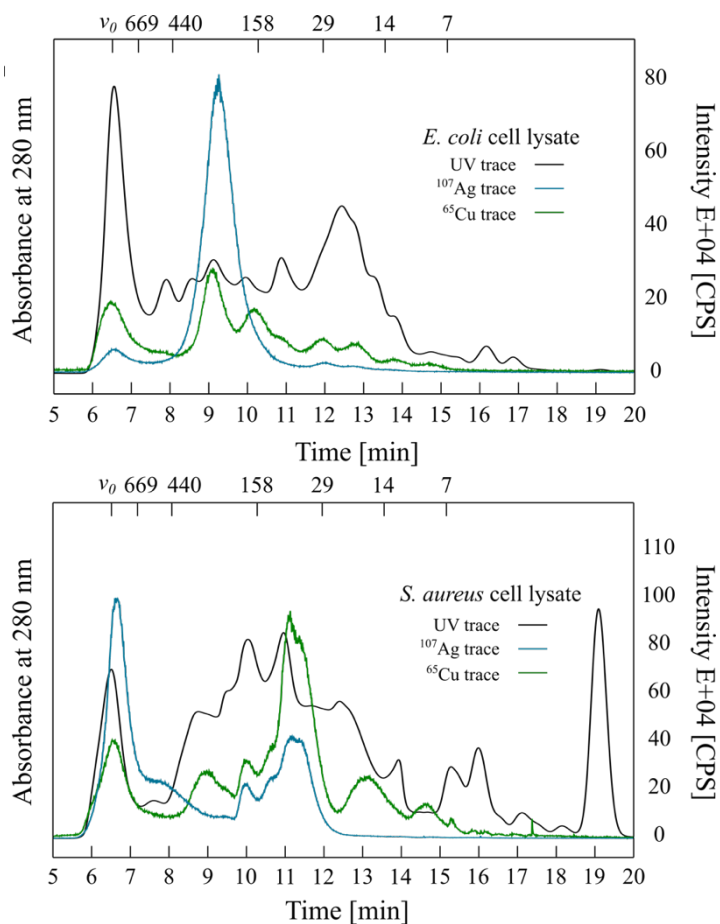 v₀ 669 440 158 29 14 7
80
60
40
20
0
Absorbance at 280 nm
Intensity E+04 [CPS]
E. coli cell lysate
UV trace
¹⁰⁷Ag trace
⁶⁵Cu trace
5 6 7 8 9 10 11 12 13 14 15 16 17 18 19 20
Time [min]
v₀ 669 440 158 29 14 7
110
100
80
60
40
20
0
Absorbance at 280 nm
Intensity E+04 [CPS]
S. aureus cell lysate
UV trace
¹⁰⁷Ag trace
⁶⁵Cu trace
5 6 7 8 9 10 11 12 13 14 15 16 17 18 19 20
Time [min]